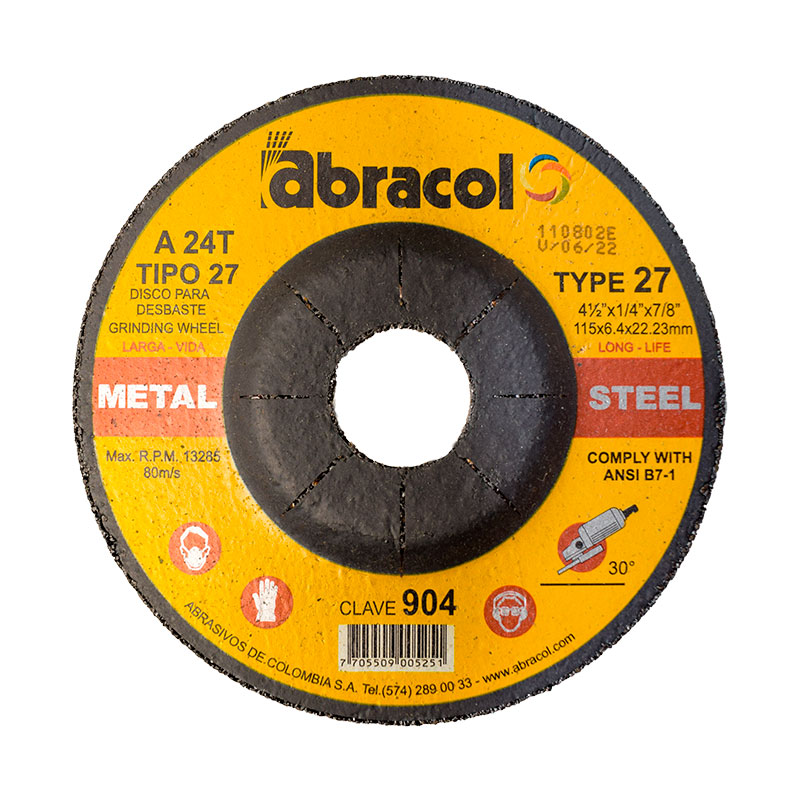 abracol
110802E
V/06/22
A 24T
TIPO 27
DISCO PARA
DESBASTE
GRINDING WHEEL
LARGA - VIDA
METAL
Max. R.P.M. 13285
80m/s
TYPE 27
4½"x1/4"x7/8"
115x6.4x22.23mm
LONG - LIFE
STEEL
COMPLY WITH
ANSI B7-1
30°
CLAVE 904
7 705509 005251
ABRASIVOS DE COLOMBIA S.A. Tel.(574) 289 00 33 - www.abracol.com